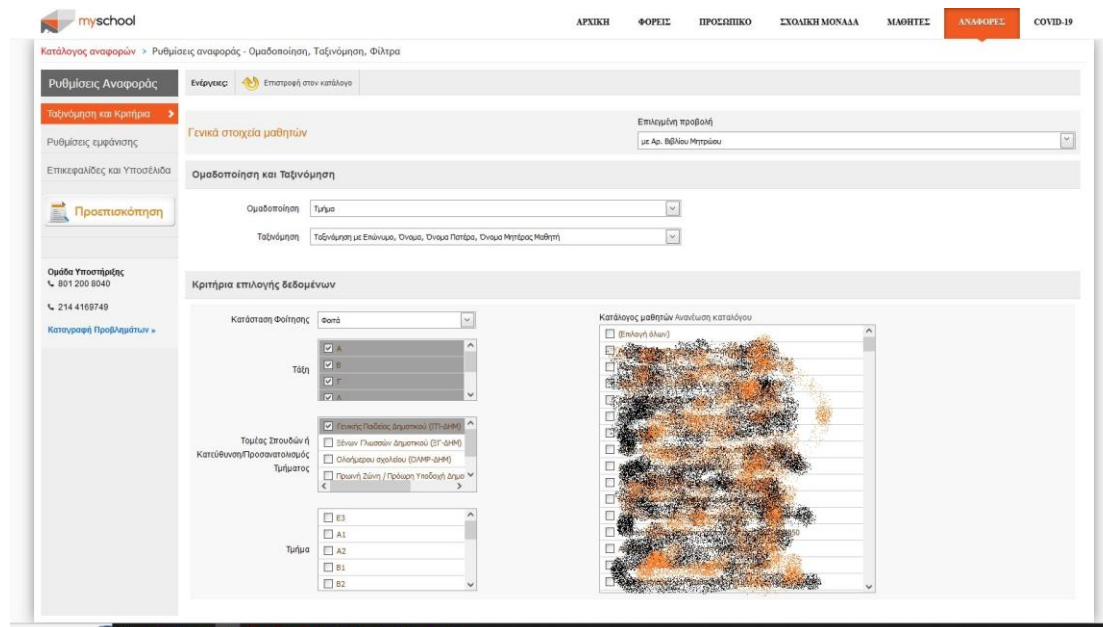 myschool
ΑΡΧΙΚΗ ΦΟΡΕΙΣ ΠΡΟΣΩΠΙΚΟ ΣΧΟΛΙΚΗ ΜΟΝΑΔΑ ΜΑΘΗΤΕΣ ΑΝΑΦΟΡΕΣ COVID-19
Κατάλογος αναφορών > Ρυθμίσεις αναφοράς - Ομαδοποίηση, Ταξινόμηση, Φίλτρα
Ρυθμίσεις Αναφοράς
Ταξινόμηση και Κριτήρια
Ρυθμίσεις εμφάνισης
Επικεφαλίδες και Υποσέλιδα
Προεπισκόπηση
Ομάδα Υποστήριξης
801 200 8040
214 4169749
Καταγραφή Προβλημάτων »
Ενέργειες: Επιστροφή στον κατάλογο
Γενικά στοιχεία μαθητών
Επιλεγμένη προβολή
με Αρ. Βιβλίου Μητρώου
Ομαδοποίηση και Ταξινόμηση
Ομαδοποίηση Τμήμα
Ταξινόμηση Ταξινόμηση με Επώνυμο, Όνομα, Όνομα Πατέρα, Όνομα Μητέρας Μαθητή
Κριτήρια επιλογής δεδομένων
Κατάσταση Φοίτησης Φοιτά
Τάξη
Α
Β
Γ
Δ
Τομέας Σπουδών ή
Κατεύθυνση/Προσανατολισμός
Τμήματος
Γενικής Παιδείας Δημοτικού (ΓΠ-ΔΗΜ)
Ξένων Γλωσσών Δημοτικού (ΞΓ-ΔΗΜ)
Ολοήμερου σχολείου (ΟΛΜΡ-ΔΗΜ)
Πρωινή Ζώνη / Πρόωρη Υποδοχή Δημο
Τμήμα
Ε3
Α1
Α2
Β1
Β2
Κατάλογος μαθητών Ανανέωση καταλόγου
(Επιλογή όλων)